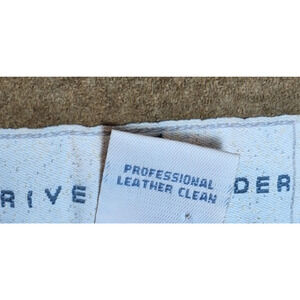 PROFESSIONAL
LEATHER CLEAN
RIVE
DER